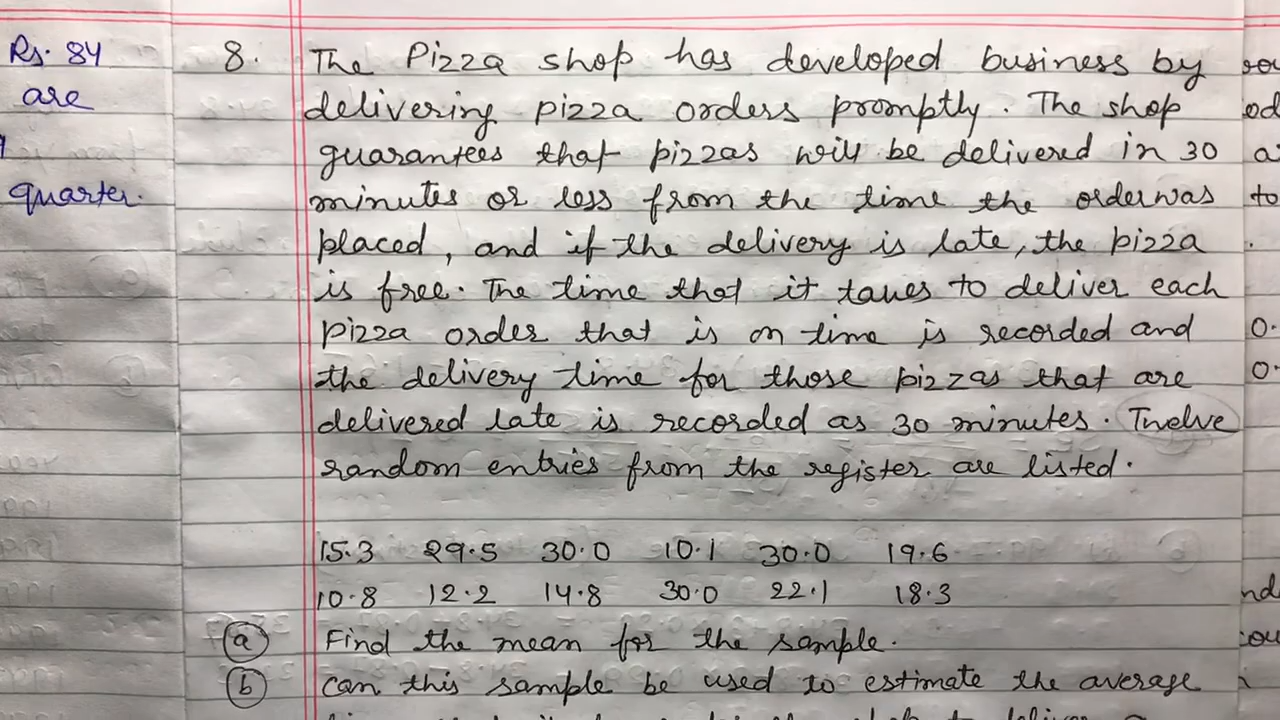 Rs. 84
are
quarter.
8. The Pizza shop has developed business by
delivering pizza orders promptly. The shop
guarantees that pizzas will be delivered in 30
minutes or less from the time the order was
placed, and if the delivery is late, the pizza
is free. The time that it takes to deliver each
pizza order that is on time is recorded and
the delivery time for those pizzas that are
delivered late is recorded as 30 minutes. Twelve
random entries from the register are listed.
15.3 29.5 30.0 10.1 30.0 19.6
10.8 12.2 14.8 30.0 22.1 18.3
(a) Find the mean for the sample.
(b) Can this sample be used to estimate the average